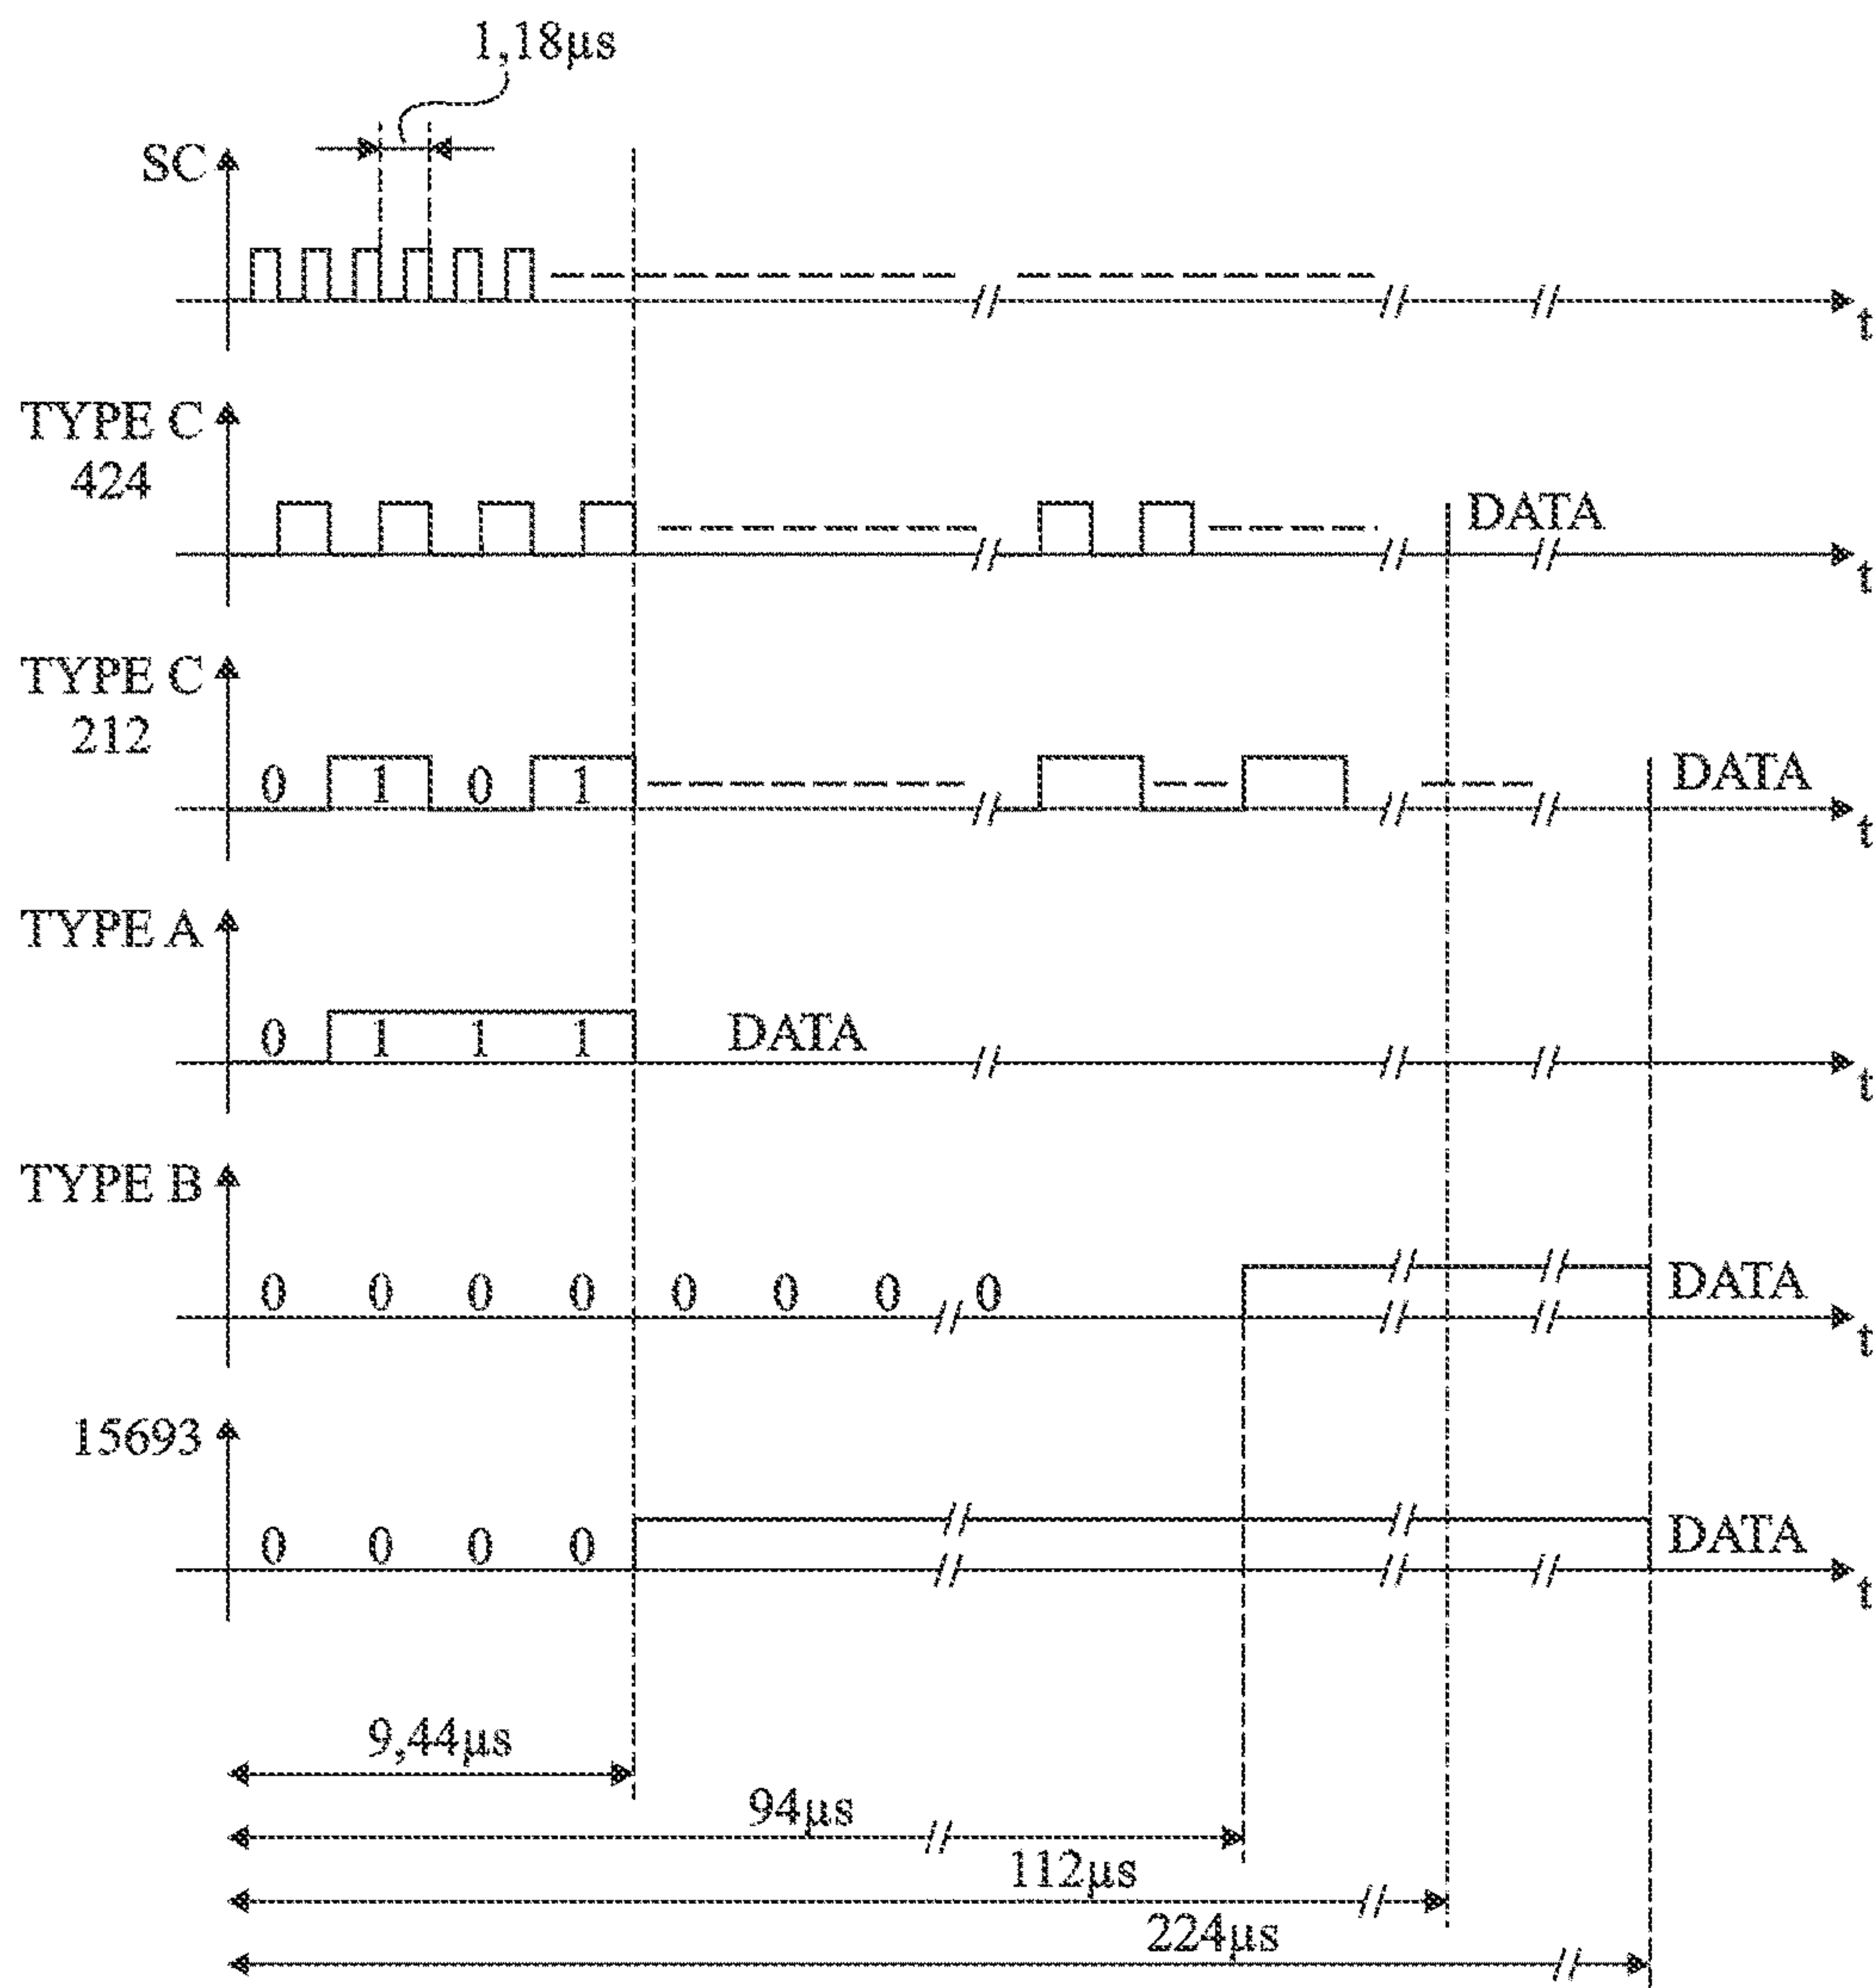 1,18µs
SC
t
TYPE C
424
DATA
t
TYPE C
212
0 1 0 1
DATA
t
TYPE A
0 1 1 1
DATA
t
TYPE B
0 0 0 0 0 0 0 0
DATA
t
15693
0 0 0 0
DATA
t
9,44µs
94µs
112µs
224µs